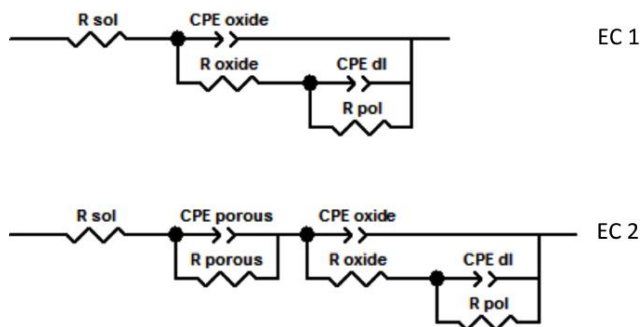 CPE oxide
R sol
EC 1
R oxide
CPE dl
R pol
R sol
CPE porous
CPE oxide
EC 2
R porous
R oxide
CPE dl
R pol